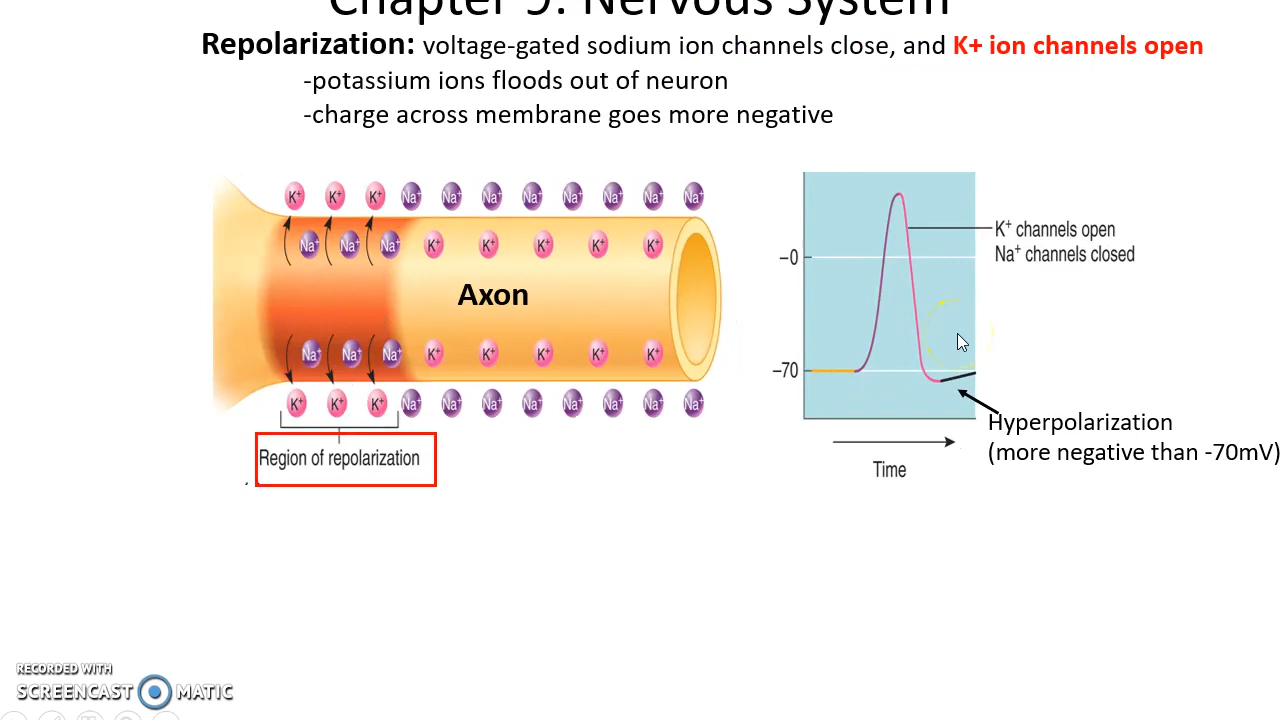 Chapter 9: Nervous System
Repolarization: voltage-gated sodium ion channels close, and K+ ion channels open
-potassium ions floods out of neuron
-charge across membrane goes more negative
K+ K+ K+ Na+ Na+ Na+ Na+ Na+ Na+ Na+ Na+
Na+ Na+ Na+ K+ K+ K+ K+ K+
Axon
Na+ Na+ Na+ K+ K+ K+ K+ K+
K+ K+ K+ Na+ Na+ Na+ Na+ Na+ Na+ Na+ Na+
Region of repolarization
K+ channels open
Na+ channels closed
−0
−70
Hyperpolarization
(more negative than -70mV)
Time
RECORDED WITH
SCREENCAST MATIC